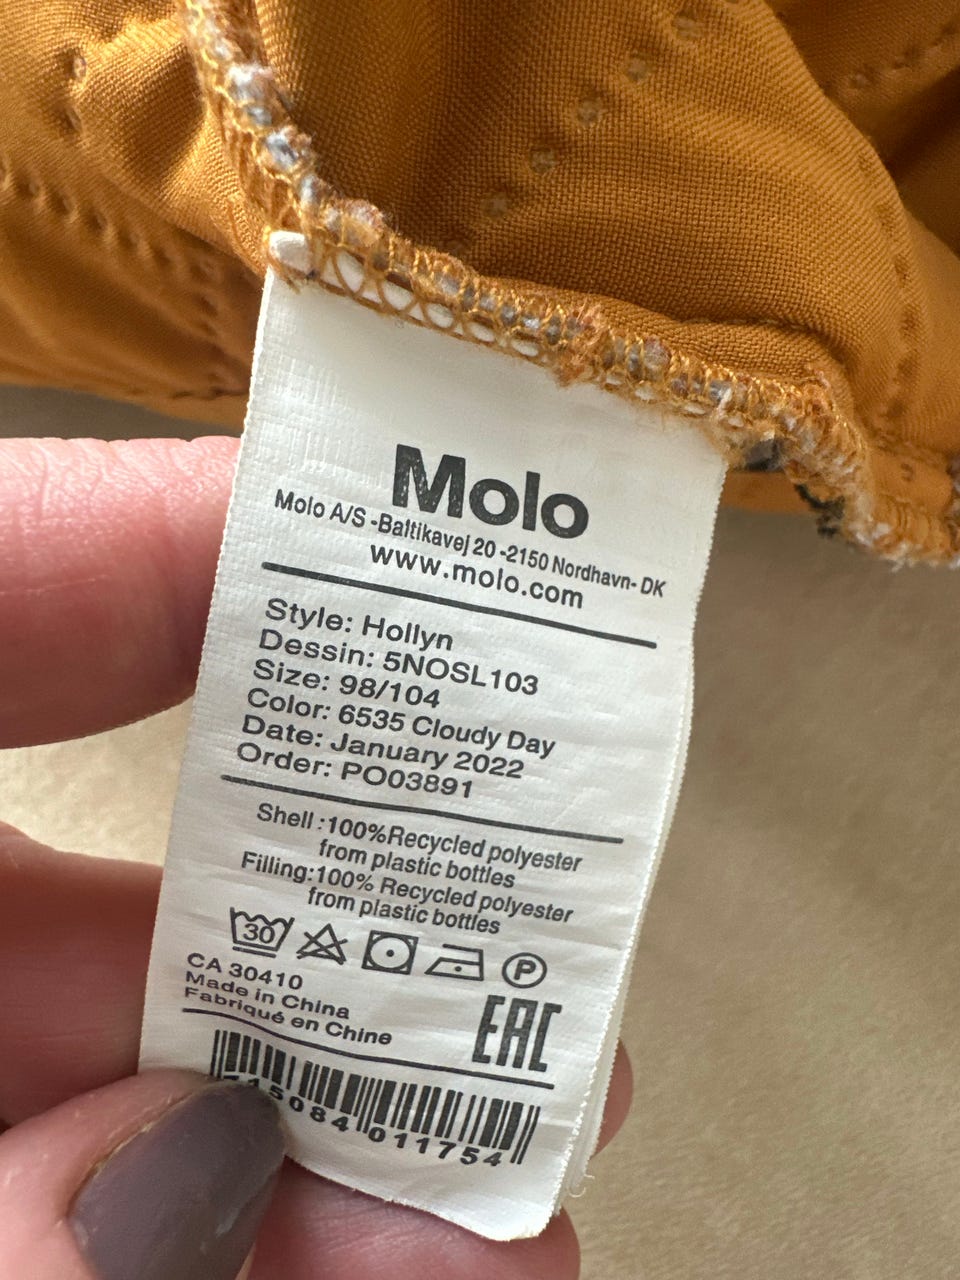 Molo
Molo A/S -Baltikavej 20 -2150 Nordhavn- DK
www.molo.com
Style: Hollyn
Dessin: 5NOSL103
Size: 98/104
Color: 6535 Cloudy Day
Date: January 2022
Order: PO03891
Shell :100%Recycled polyester
from plastic bottles
Filling:100% Recycled polyester
from plastic bottles
30
P
CA 30410
Made in China
Fabriqué en Chine
EAC
715084 011754